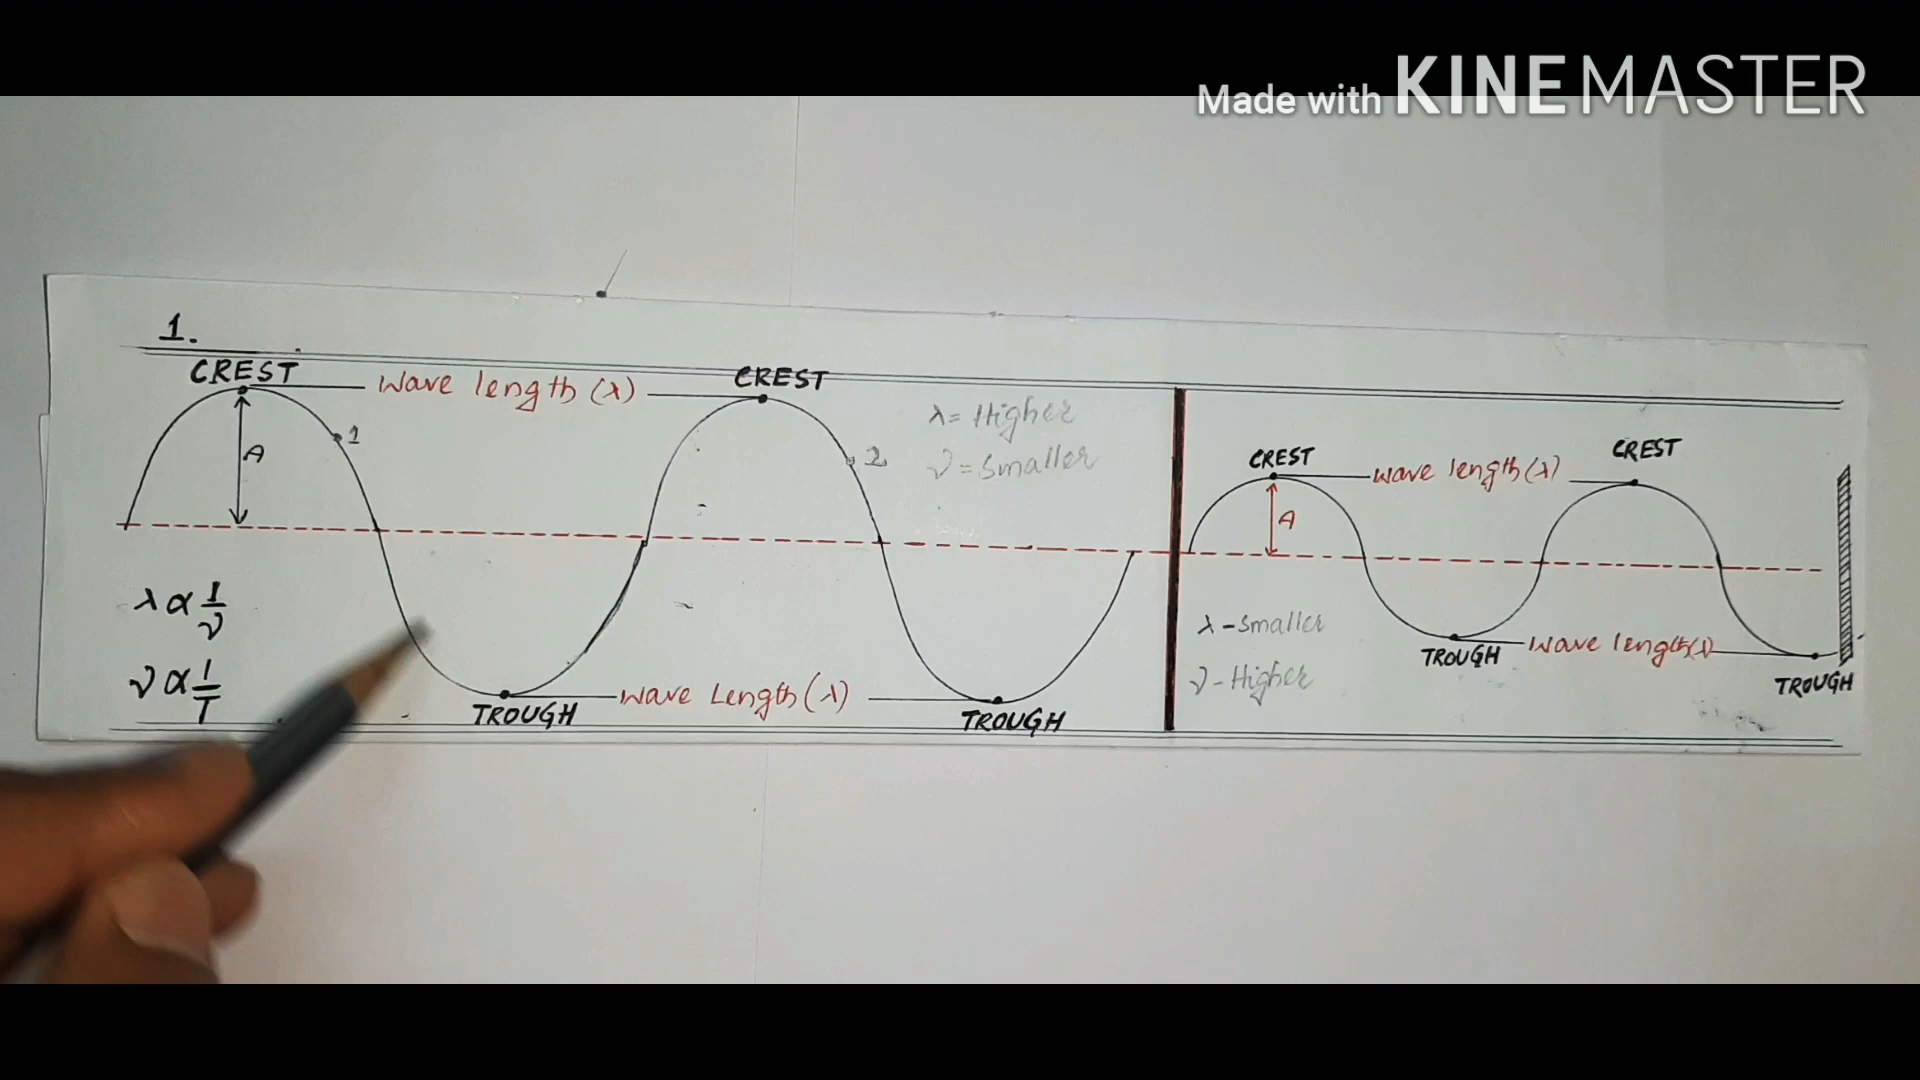 Made with KINEMASTER
1.
CREST
Wave length (λ)
CREST
A
1
2
λ = Higher
ν = Smaller
λ ∝ 1/ν
ν ∝ 1/T
TROUGH
Wave Length (λ)
TROUGH
CREST
Wave length (λ)
CREST
A
λ - Smaller
ν - Higher
TROUGH
Wave length(λ)
TROUGH